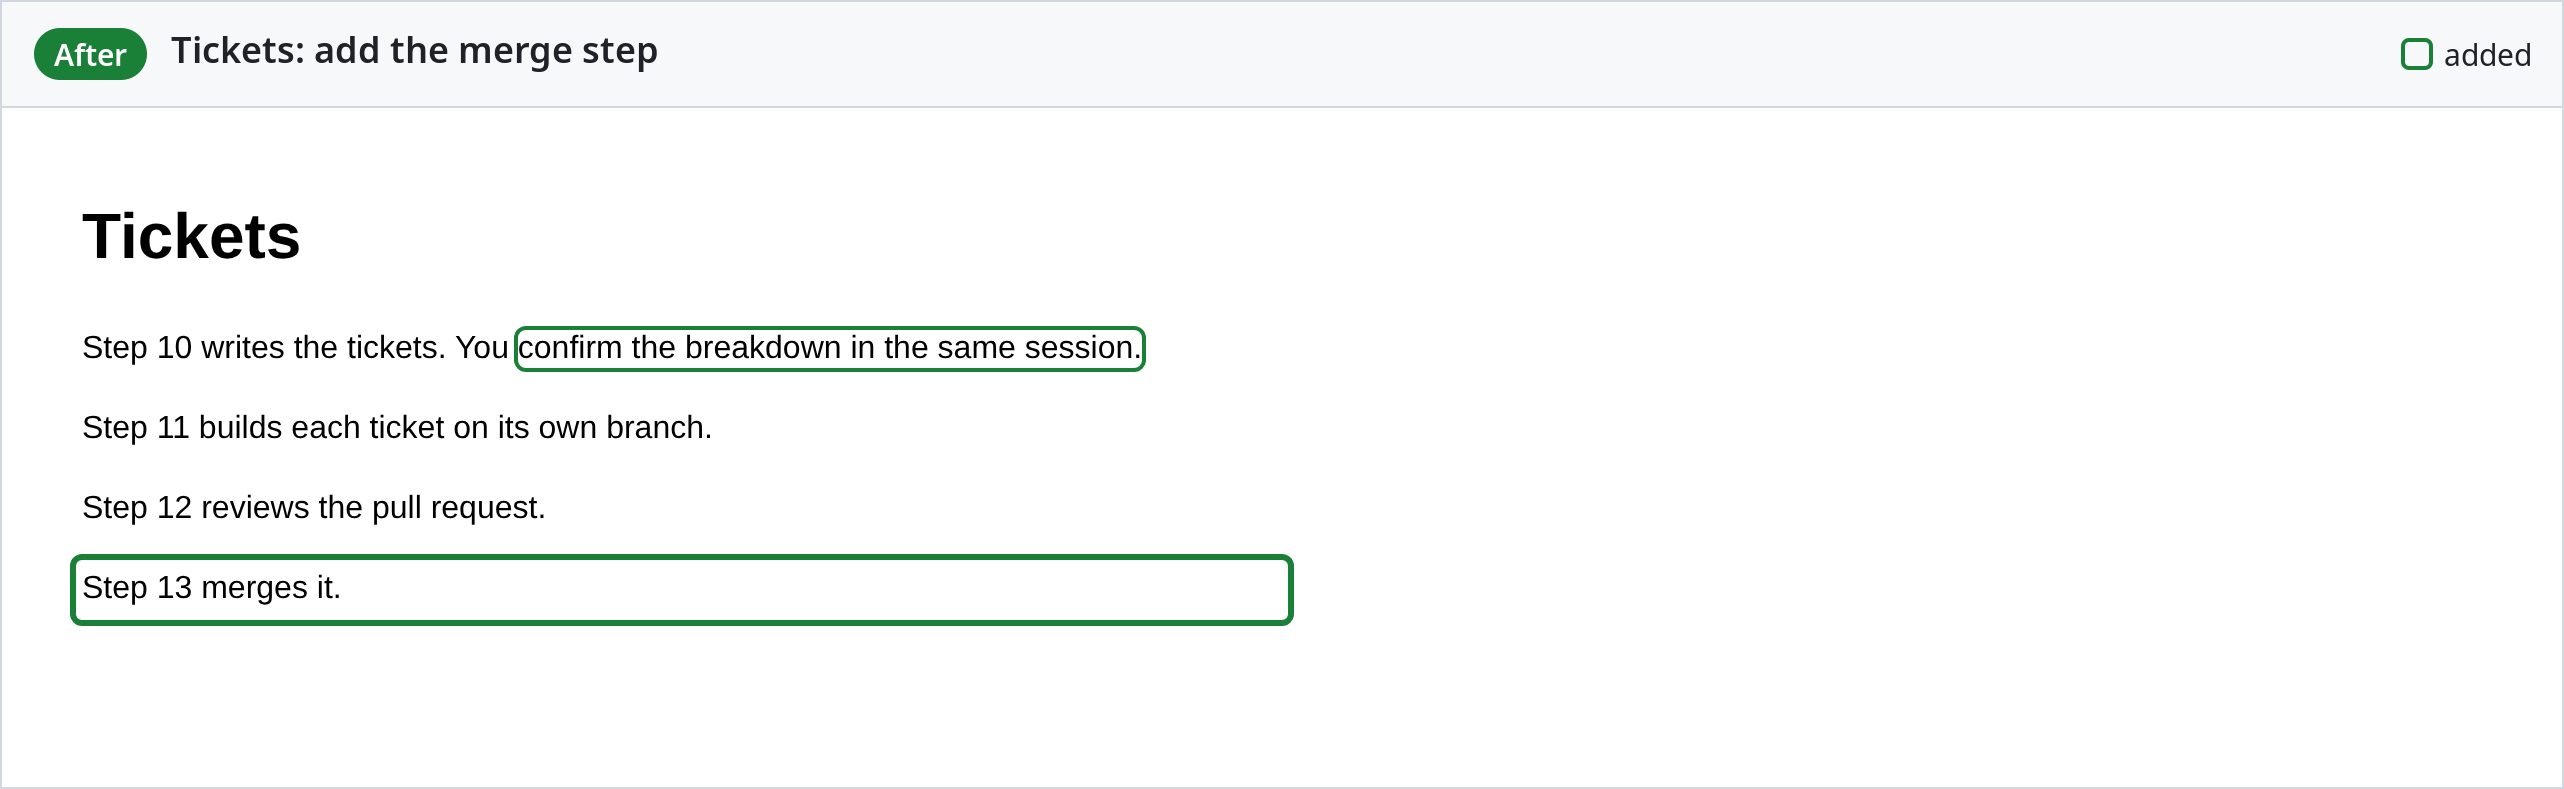 After Tickets: add the merge step added
Tickets
Step 10 writes the tickets. You confirm the breakdown in the same session.
Step 11 builds each ticket on its own branch.
Step 12 reviews the pull request.
Step 13 merges it.